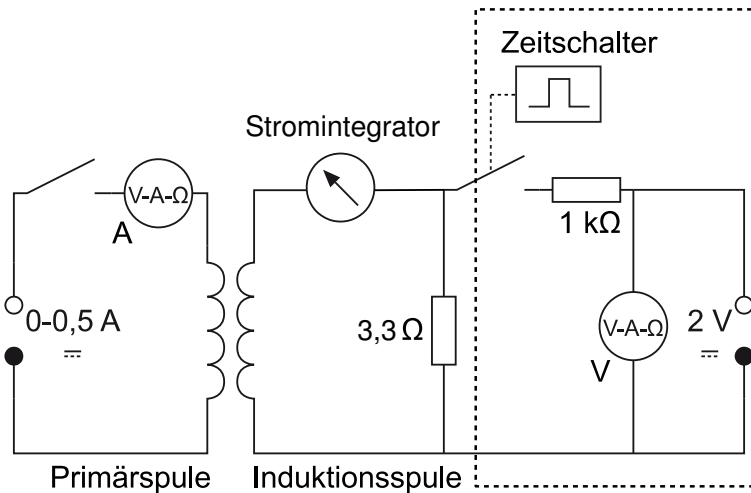 Zeitschalter
Stromintegrator
V-A-Ω
A
1 kΩ
0-0,5 A
3,3 Ω
V-A-Ω
V
2 V
Primärspule
Induktionsspule